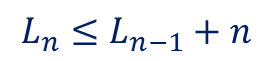 Lₙ ≤ Lₙ₋₁ + n